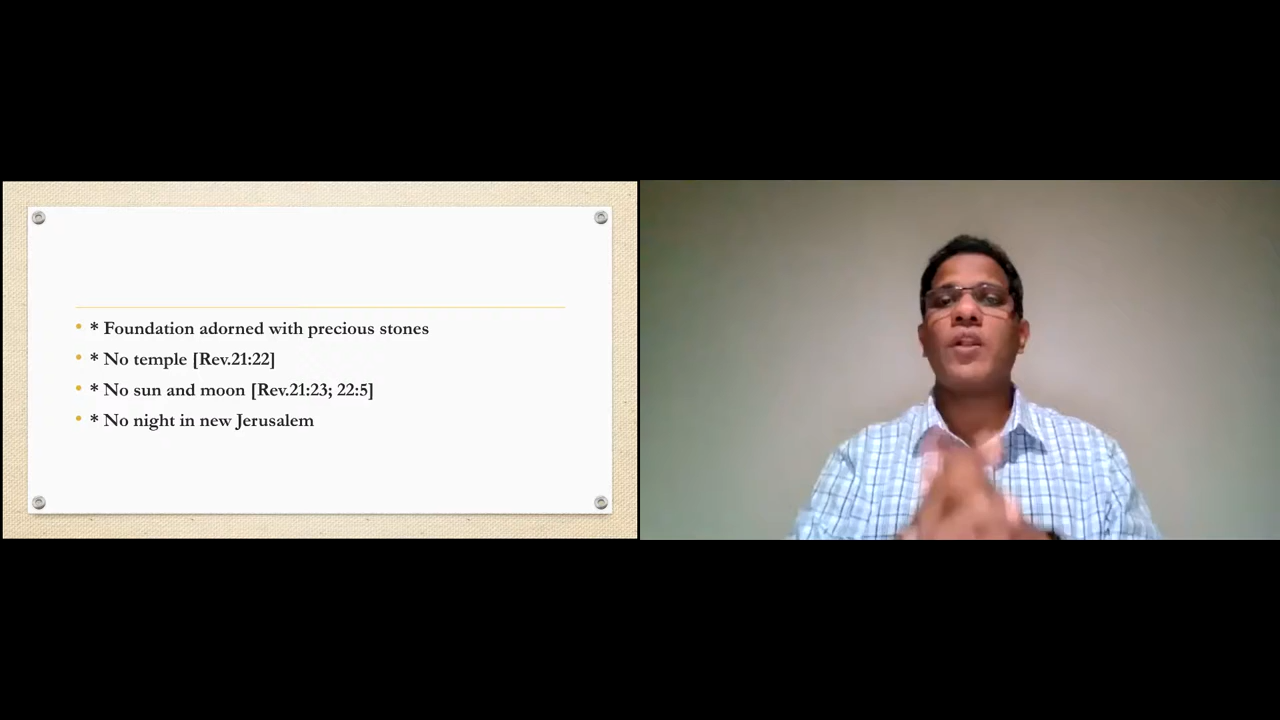 * Foundation adorned with precious stones
* No temple [Rev.21:22]
* No sun and moon [Rev.21:23; 22:5]
* No night in new Jerusalem